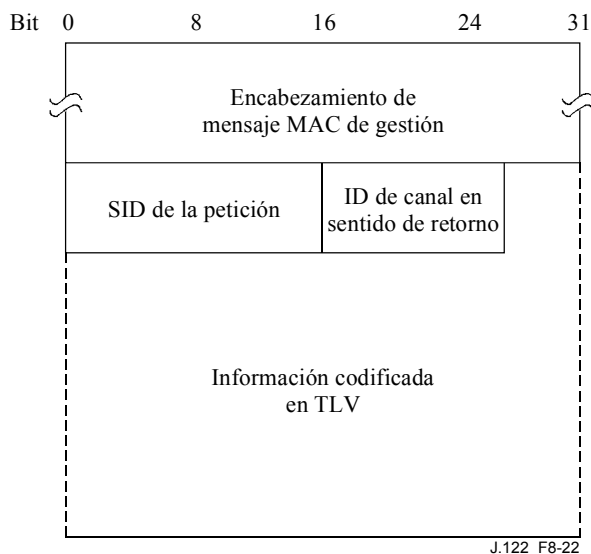 Bit 0 8 16 24 31
Encabezamiento de
mensaje MAC de gestión
SID de la petición
ID de canal en
sentido de retorno
Información codificada
en TLV
J.122 F8-22